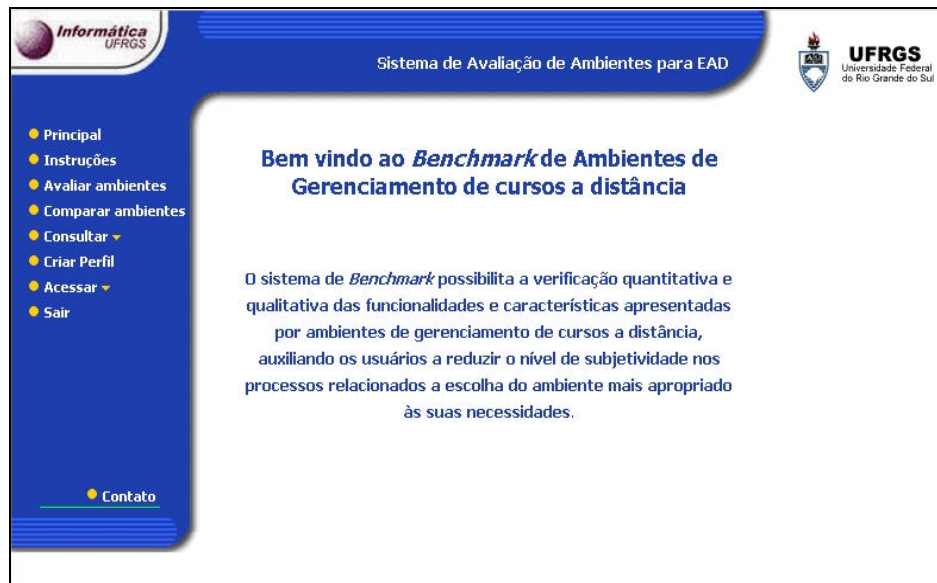 Informática
UFRGS
Sistema de Avaliação de Ambientes para EAD
UFRGS
Universidade Federal
do Rio Grande do Sul
Principal
Instruções
Avaliar ambientes
Comparar ambientes
Consultar
Criar Perfil
Acessar
Sair
Contato
Bem vindo ao Benchmark de Ambientes de
Gerenciamento de cursos a distância
O sistema de Benchmark possibilita a verificação quantitativa e
qualitativa das funcionalidades e características apresentadas
por ambientes de gerenciamento de cursos a distância,
auxiliando os usuários a reduzir o nível de subjetividade nos
processos relacionados a escolha do ambiente mais apropriado
às suas necessidades.